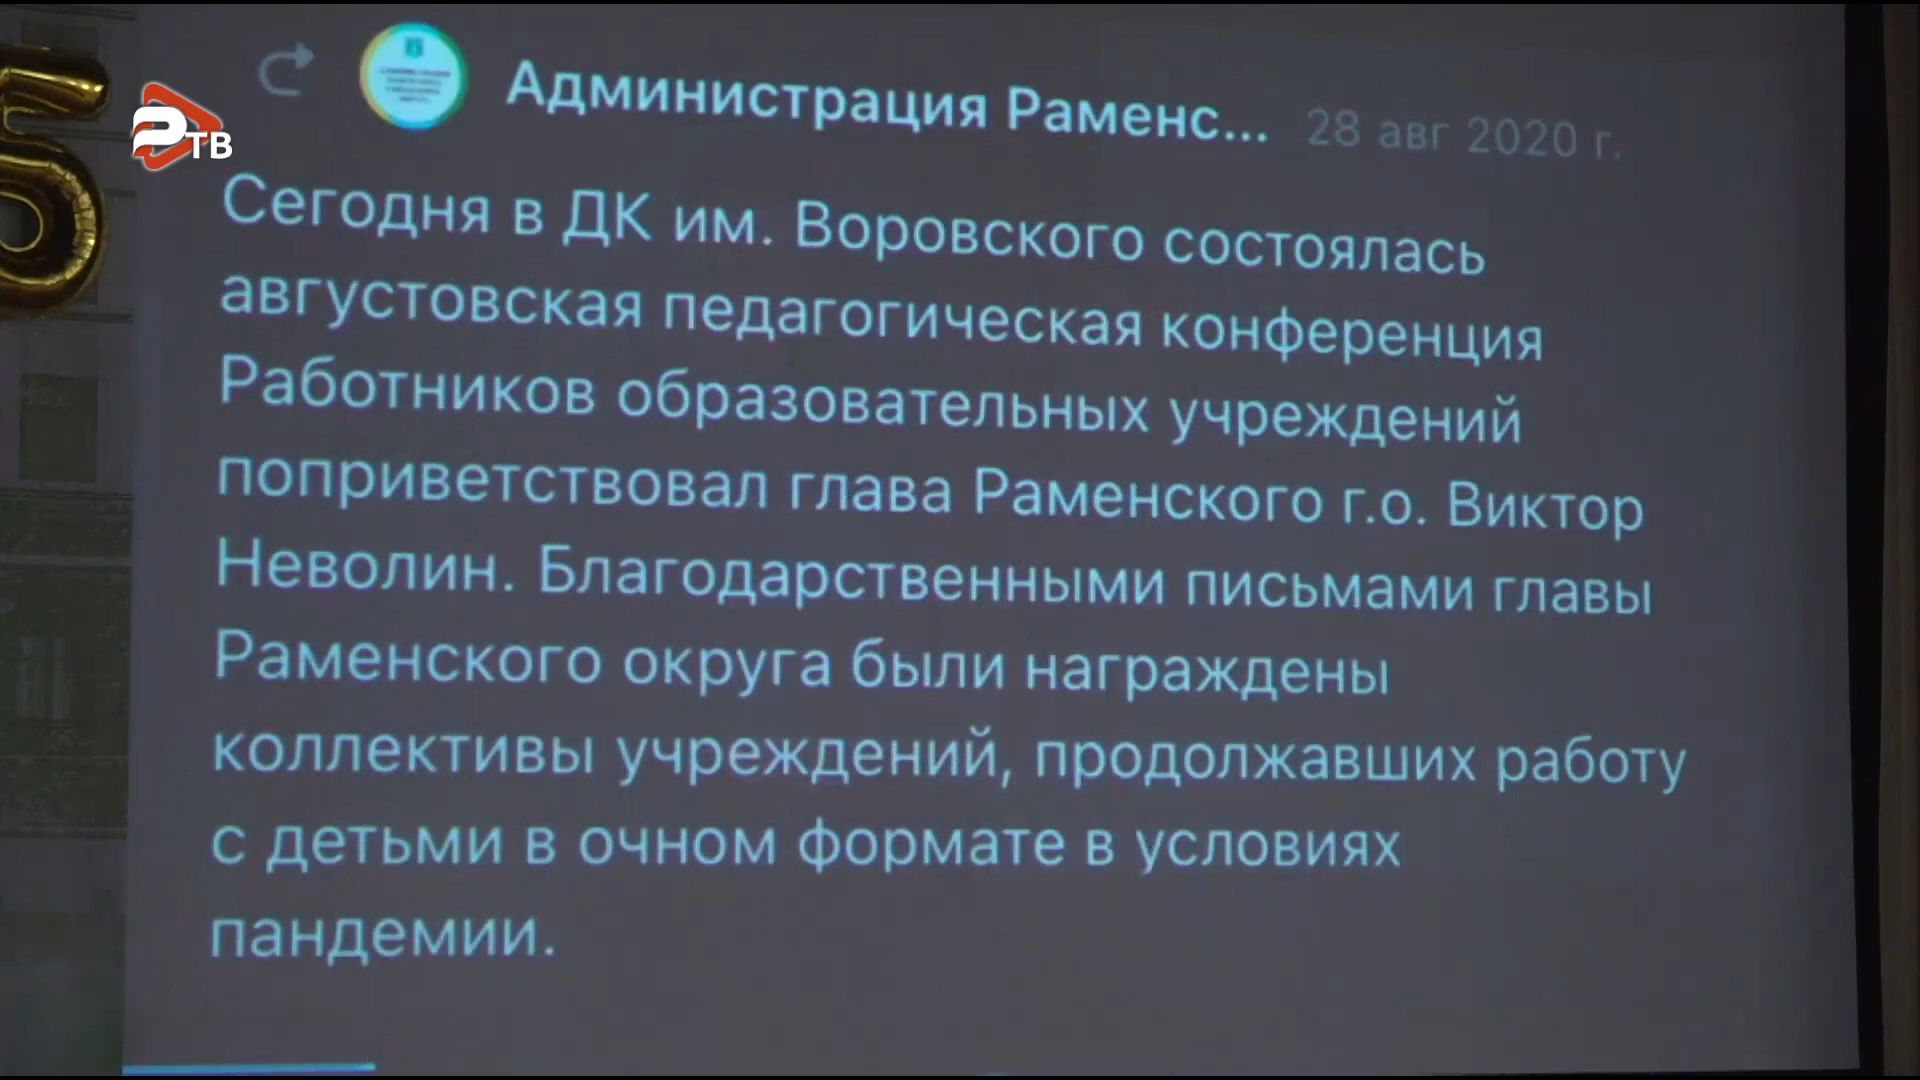 Администрация Раменс... 28 авг 2020 г.
РТВ
Сегодня в ДК им. Воровского состоялась
августовская педагогическая конференция
Работников образовательных учреждений
поприветствовал глава Раменского г.о. Виктор
Неволин. Благодарственными письмами главы
Раменского округа были награждены
коллективы учреждений, продолжавших работу
с детьми в очном формате в условиях
пандемии.
5